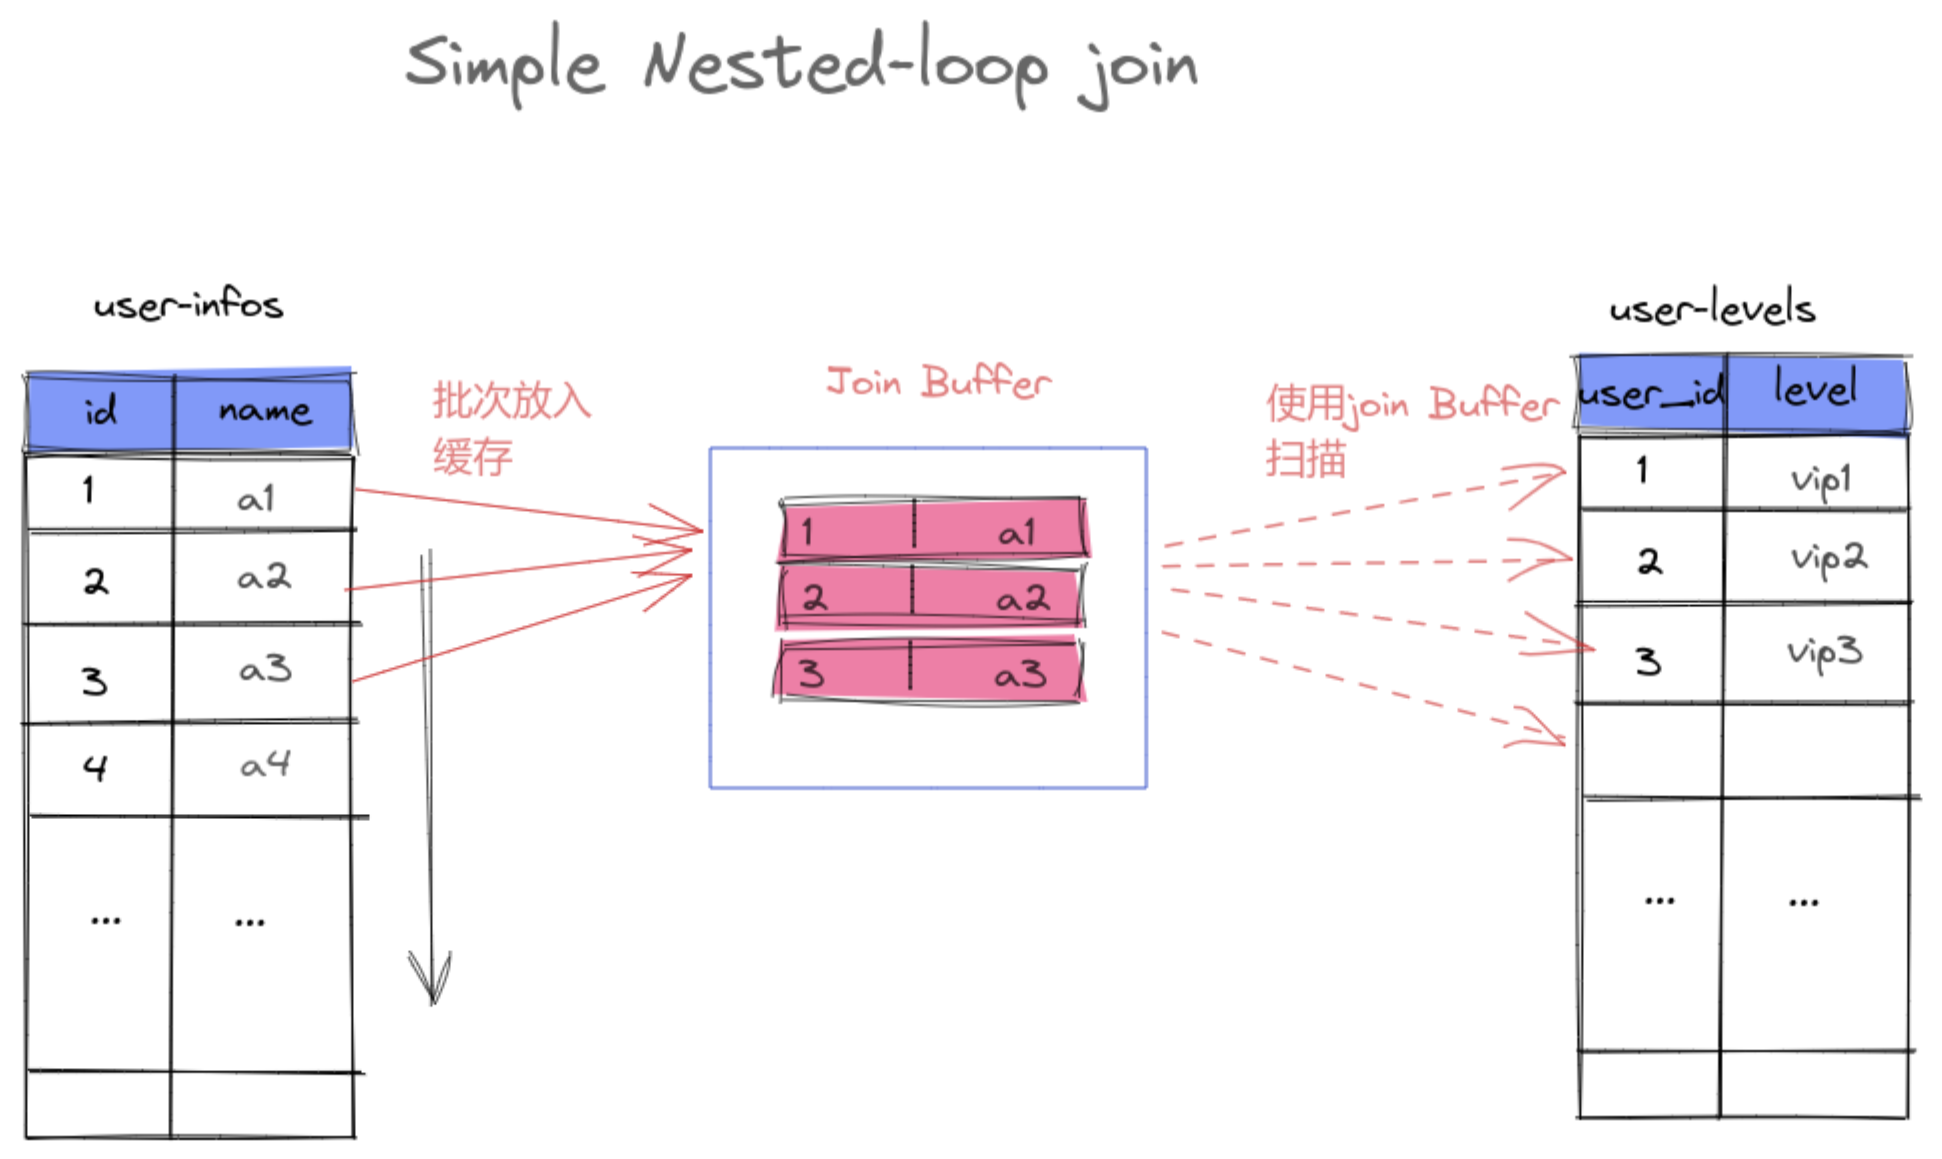 Simple Nested-loop join
user-infos
id name
1 a1
2 a2
3 a3
4 a4
... ...
批次放入
缓存
Join Buffer
1 a1
2 a2
3 a3
使用join Buffer
扫描
user-levels
user_id level
1 vip1
2 vip2
3 vip3
... ...